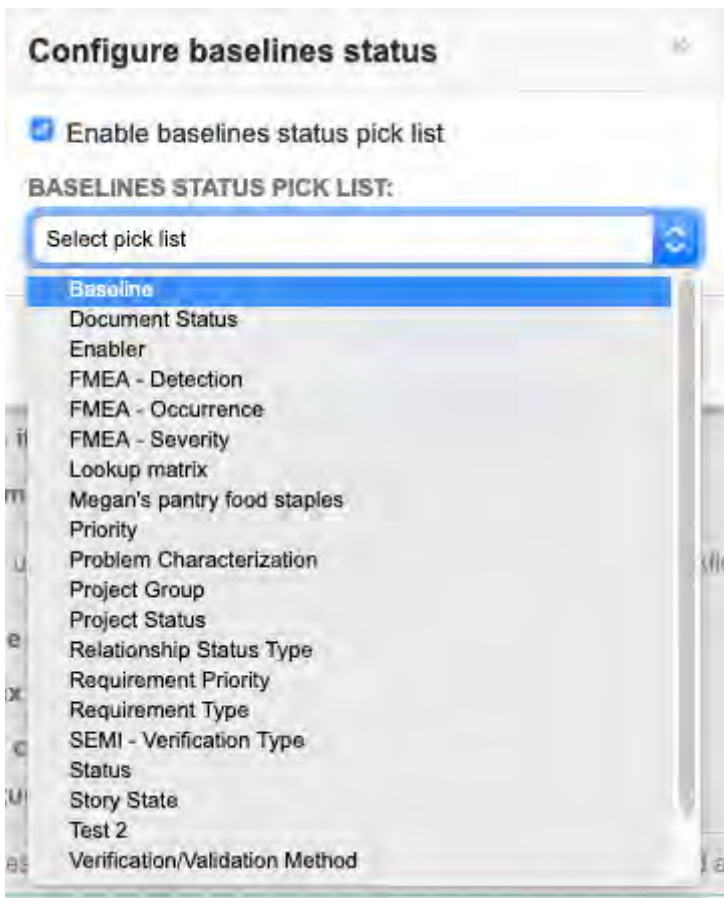 Configure baselines status
Enable baselines status pick list
BASELINES STATUS PICK LIST:
Select pick list
Baseline
Document Status
Enabler
FMEA - Detection
FMEA - Occurrence
FMEA - Severity
Lookup matrix
Megan's pantry food staples
Priority
Problem Characterization
Project Group
Project Status
Relationship Status Type
Requirement Priority
Requirement Type
SEMI - Verification Type
Status
Story State
Test 2
Verification/Validation Method